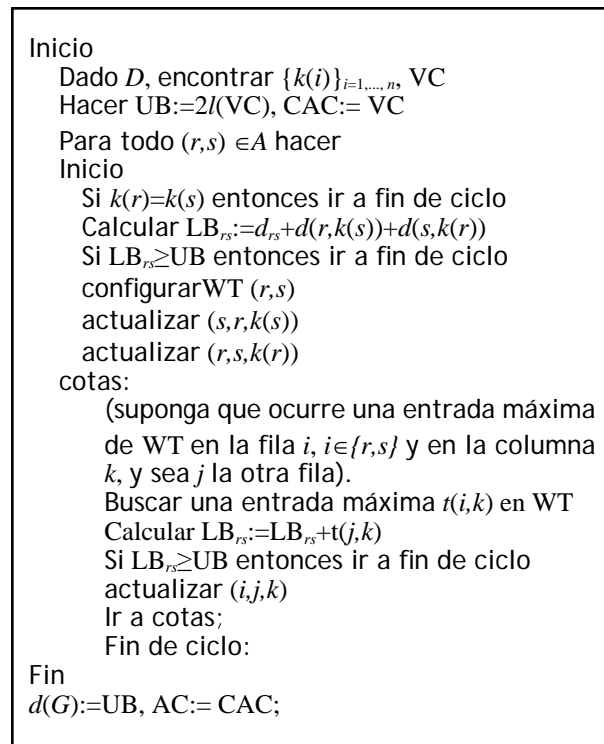 Inicio
Dado D, encontrar {k(i)}i=1,..., n, VC
Hacer UB:=2l(VC), CAC:= VC
Para todo (r,s) ∈A hacer
Inicio
Si k(r)=k(s) entonces ir a fin de ciclo
Calcular LBrs:=drs+d(r,k(s))+d(s,k(r))
Si LBrs≥UB entonces ir a fin de ciclo
configurarWT (r,s)
actualizar (s,r,k(s))
actualizar (r,s,k(r))
cotas:
(suponga que ocurre una entrada máxima
de WT en la fila i, i∈{r,s} y en la columna
k, y sea j la otra fila).
Buscar una entrada máxima t(i,k) en WT
Calcular LBrs:=LBrs+t(j,k)
Si LBrs≥UB entonces ir a fin de ciclo
actualizar (i,j,k)
Ir a cotas;
Fin de ciclo:
Fin
d(G):=UB, AC:= CAC;